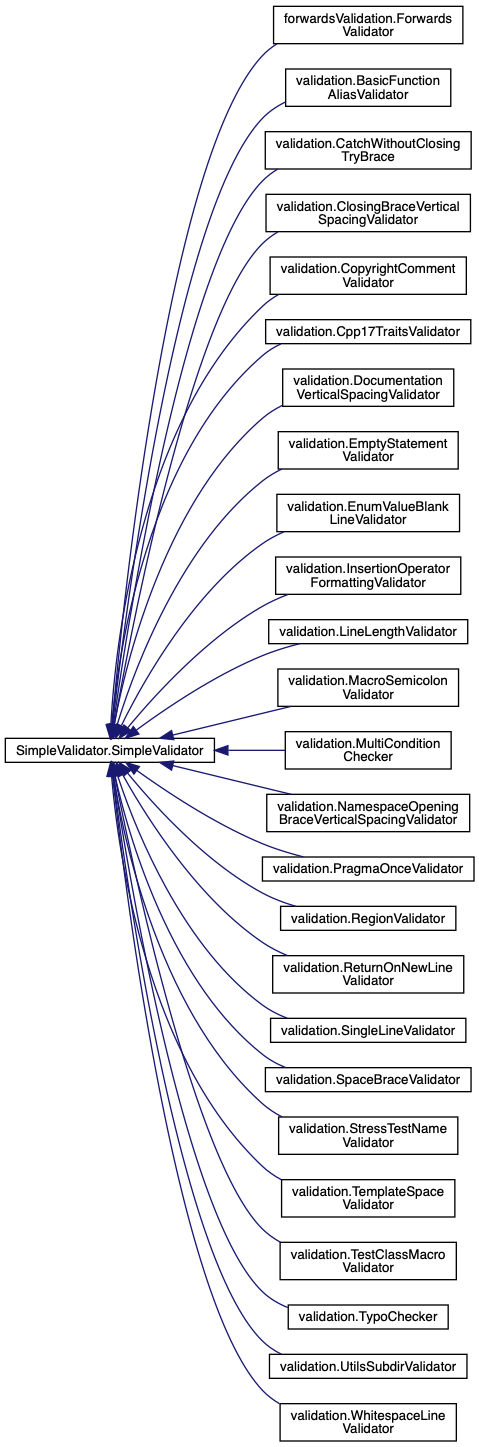 forwardsValidation.Forwards
Validator
validation.BasicFunction
AliasValidator
validation.CatchWithoutClosing
TryBrace
validation.ClosingBraceVertical
SpacingValidator
validation.CopyrightComment
Validator
validation.Cpp17TraitsValidator
validation.Documentation
VerticalSpacingValidator
validation.EmptyStatement
Validator
validation.EnumValueBlank
LineValidator
validation.InsertionOperator
FormattingValidator
validation.LineLengthValidator
validation.MacroSemicolon
Validator
SimpleValidator.SimpleValidator
validation.MultiCondition
Checker
validation.NamespaceOpening
BraceVerticalSpacingValidator
validation.PragmaOnceValidator
validation.RegionValidator
validation.ReturnOnNewLine
Validator
validation.SingleLineValidator
validation.SpaceBraceValidator
validation.StressTestName
Validator
validation.TemplateSpace
Validator
validation.TestClassMacro
Validator
validation.TypoChecker
validation.UtilsSubdirValidator
validation.WhitespaceLine
Validator